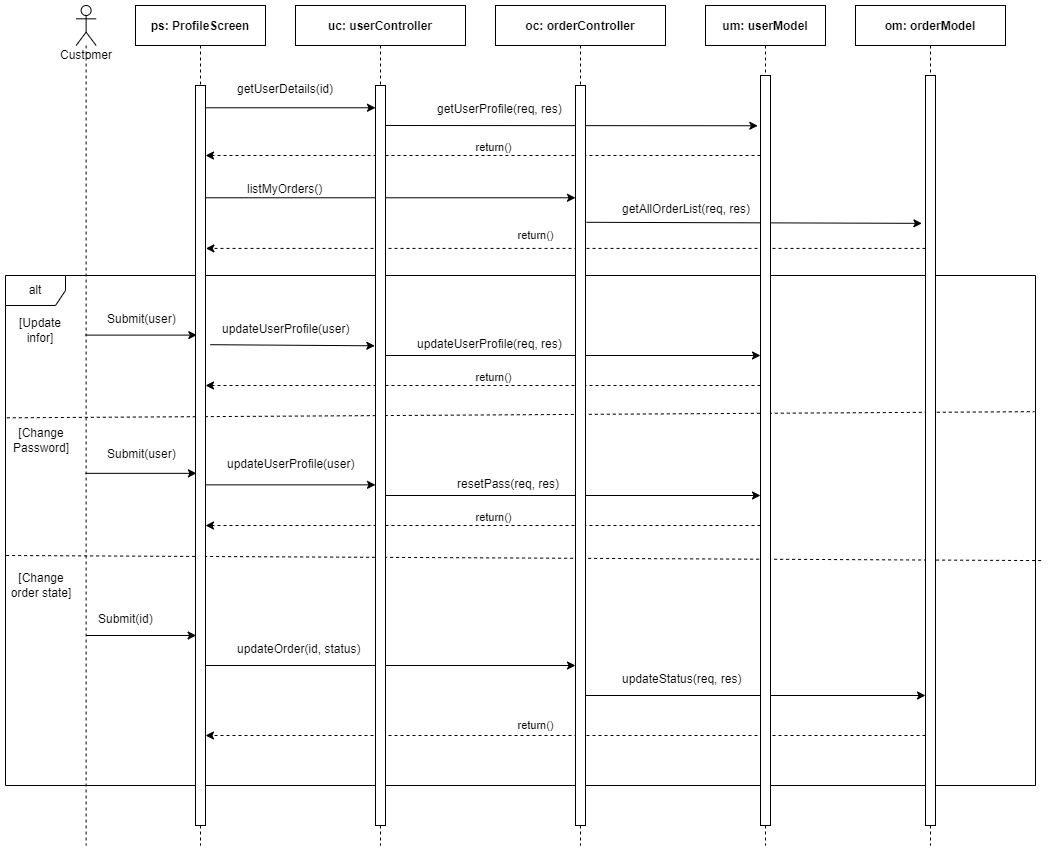 ps: ProfileScreen
uc: userController
oc: orderController
um: userModel
om: orderModel
Customer
getUserDetails(id)
getUserProfile(req, res)
return()
listMyOrders()
getAllOrderList(req, res)
return()
alt
[Update
infor]
Submit(user)
updateUserProfile(user)
updateUserProfile(req, res)
return()
[Change
Password]
Submit(user)
updateUserProfile(user)
resetPass(req, res)
return()
[Change
order state]
Submit(id)
updateOrder(id, status)
updateStatus(req, res)
return()